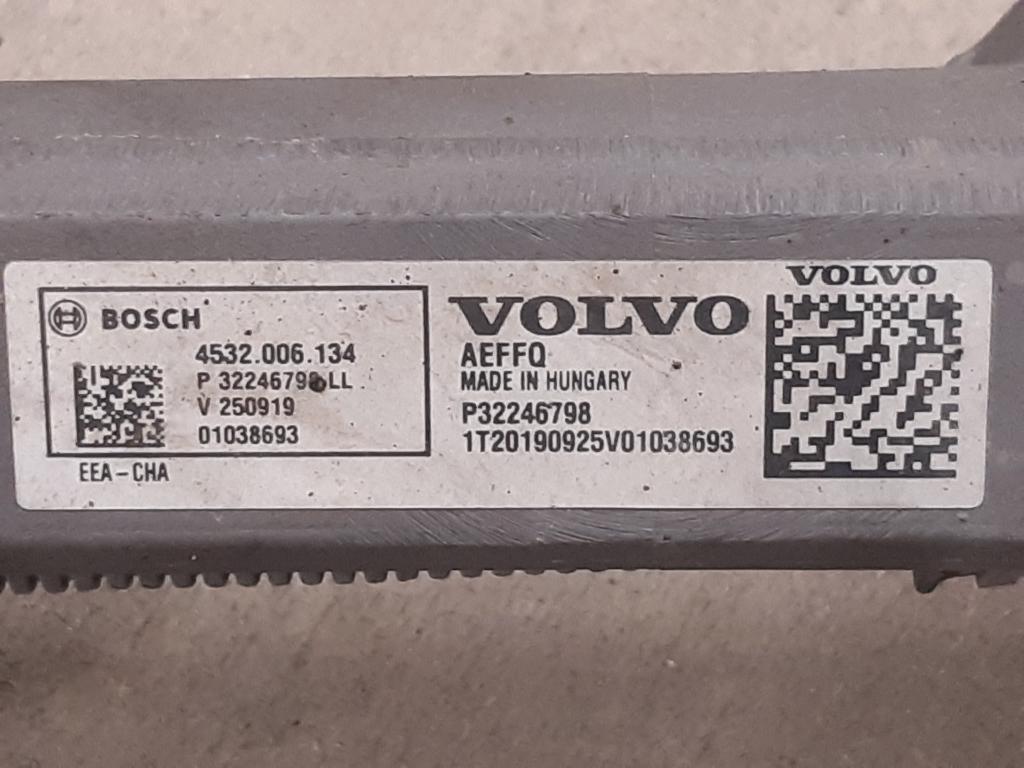 BOSCH
4532.006.134
P 32246798 LL
V 250919
01038693
EEA-CHA
VOLVO
AEFFQ
MADE IN HUNGARY
P32246798
1T20190925V01038693
VOLVO